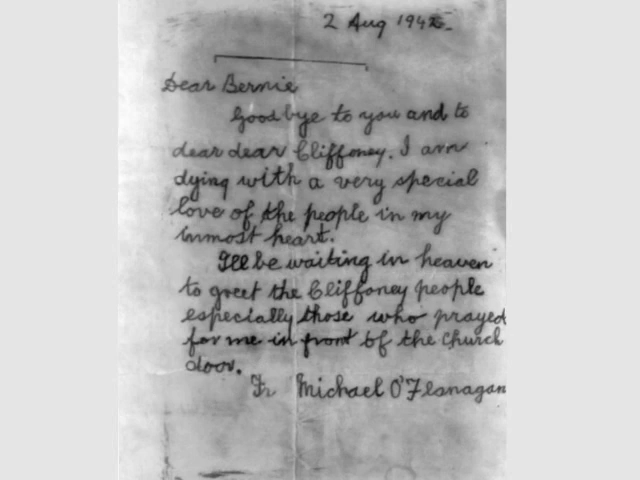 2 Aug 1942.
Dear Bernie
Good bye to you and to
dear dear Cliffoney. I am
dying with a very special
love of the people in my
inmost heart.
I'll be waiting in heaven
to greet the Cliffoney people
especially those who prayed
for me in front of the Church
door.
Fr Michael O'Flanagan